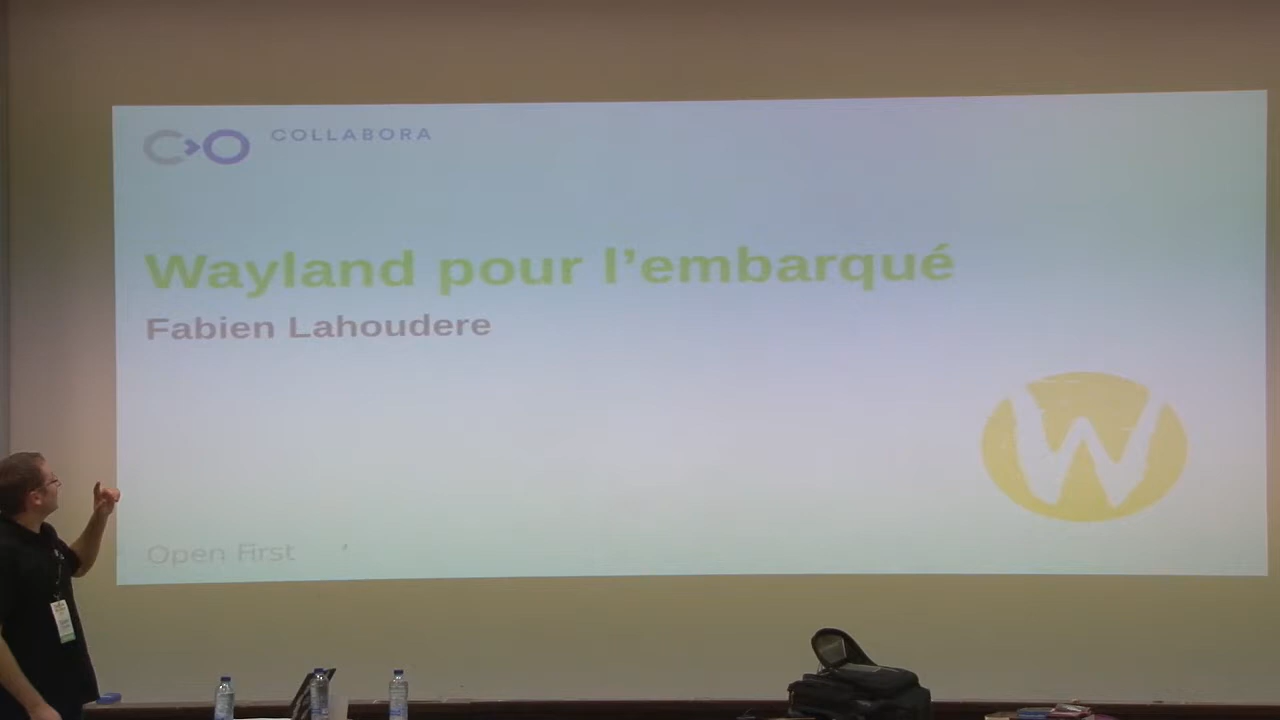 COLLABORA
Wayland pour l'embarqué
Fabien Lahoudere
W
Open First